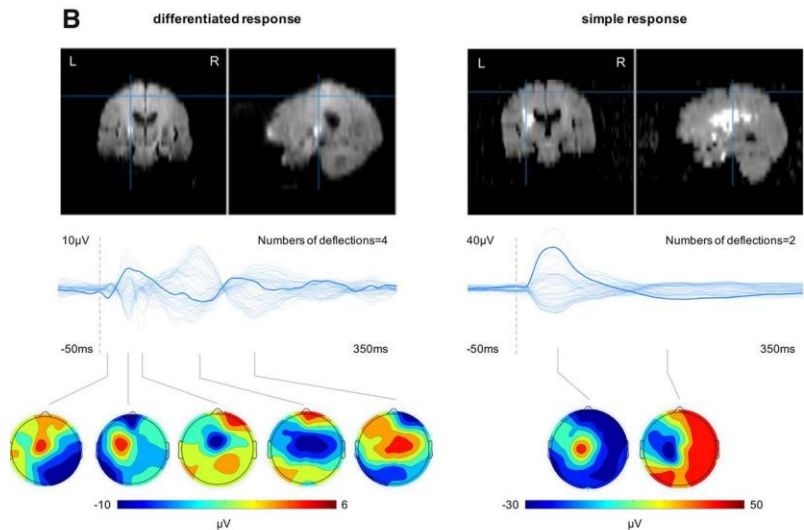 B
differentiated response
simple response
L R
L R
10μV Numbers of deflections=4
40μV Numbers of deflections=2
-50ms 350ms
-50ms 350ms
-10 6
μV
-30 50
μV